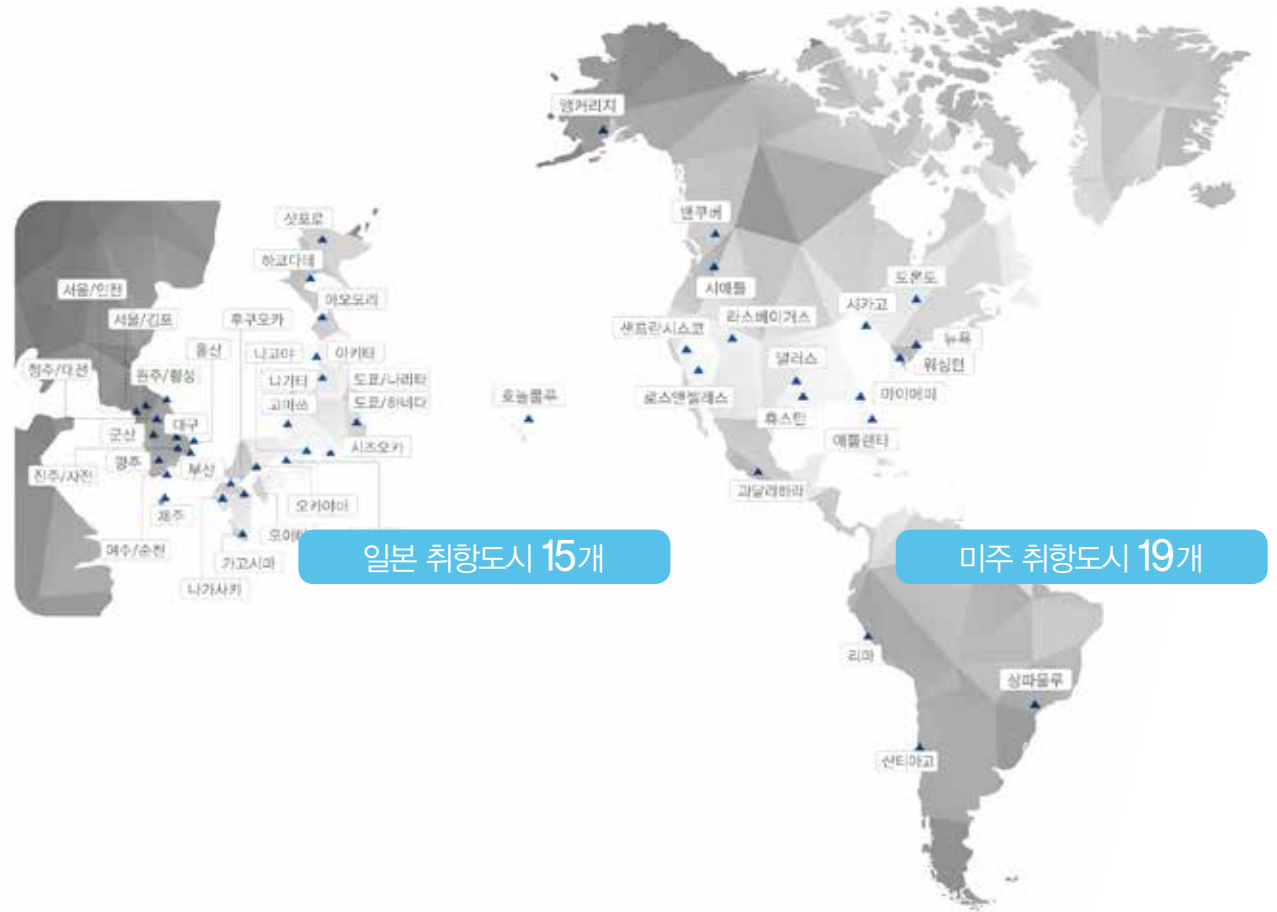 앵커리지
밴쿠버
시애틀
토론토
시카고
라스베이거스
샌프란시스코
뉴욕
워싱턴
댈러스
로스앤젤레스
휴스턴
마이애미
애틀랜타
호놀룰루
과달라하라
리마
상파울루
산티아고
삿포로
하코다테
아오모리
서울/인천
서울/김포
후쿠오카
울산
나고야
아키타
청주/대전
원주/횡성
니가타
도쿄/나리타
고마쓰
도쿄/하네다
대구
군산
시즈오카
광주
부산
진주/사천
오카야마
제주
여수/순천
가고시마
나가사키
일본 취항도시 15개
미주 취항도시 19개